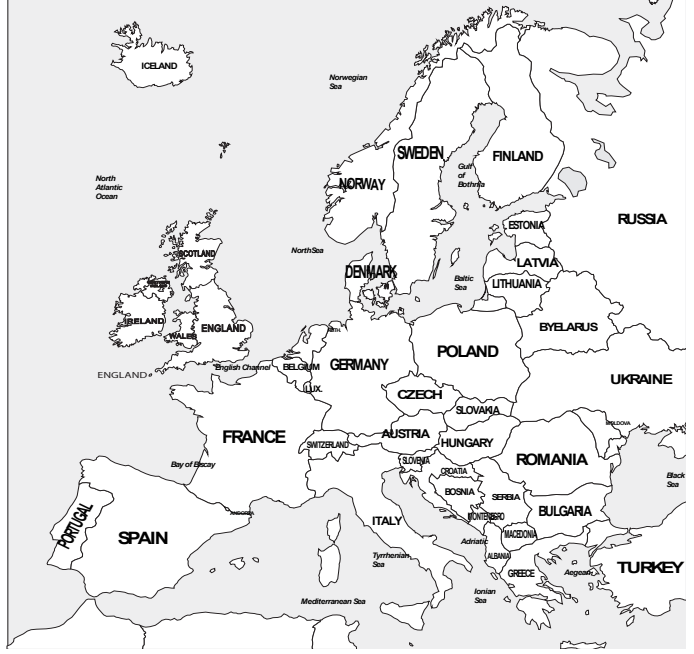 ICELAND
Norwegian
Sea
SWEDEN
FINLAND
Gulf
of
Bothnia
North
Atlantic
Ocean
NORWAY
RUSSIA
ESTONIA
SCOTLAND
NorthSea
LATVIA
DENMARK
Baltic
Sea
LITHUANIA
IRELAND
ENGLAND
WALES
BYELARUS
POLAND
ENGLAND
English Channel
BELGIUM
GERMANY
LUX.
CZECH
UKRAINE
SLOVAKIA
MOLDOVA
FRANCE
SWITZERLAND
AUSTRIA
HUNGARY
ROMANIA
Bay of Biscay
SLOVENIA
CROATIA
Black
Sea
BOSNIA
SERBIA
ANDORRA
PORTUGAL
SPAIN
ITALY
MONTENEGRO
BULGARIA
MACEDONIA
Adriatic
Tyrrhenian
Sea
ALBANIA
GREECE
Aegean
TURKEY
Mediterranean Sea
Ionian
Sea